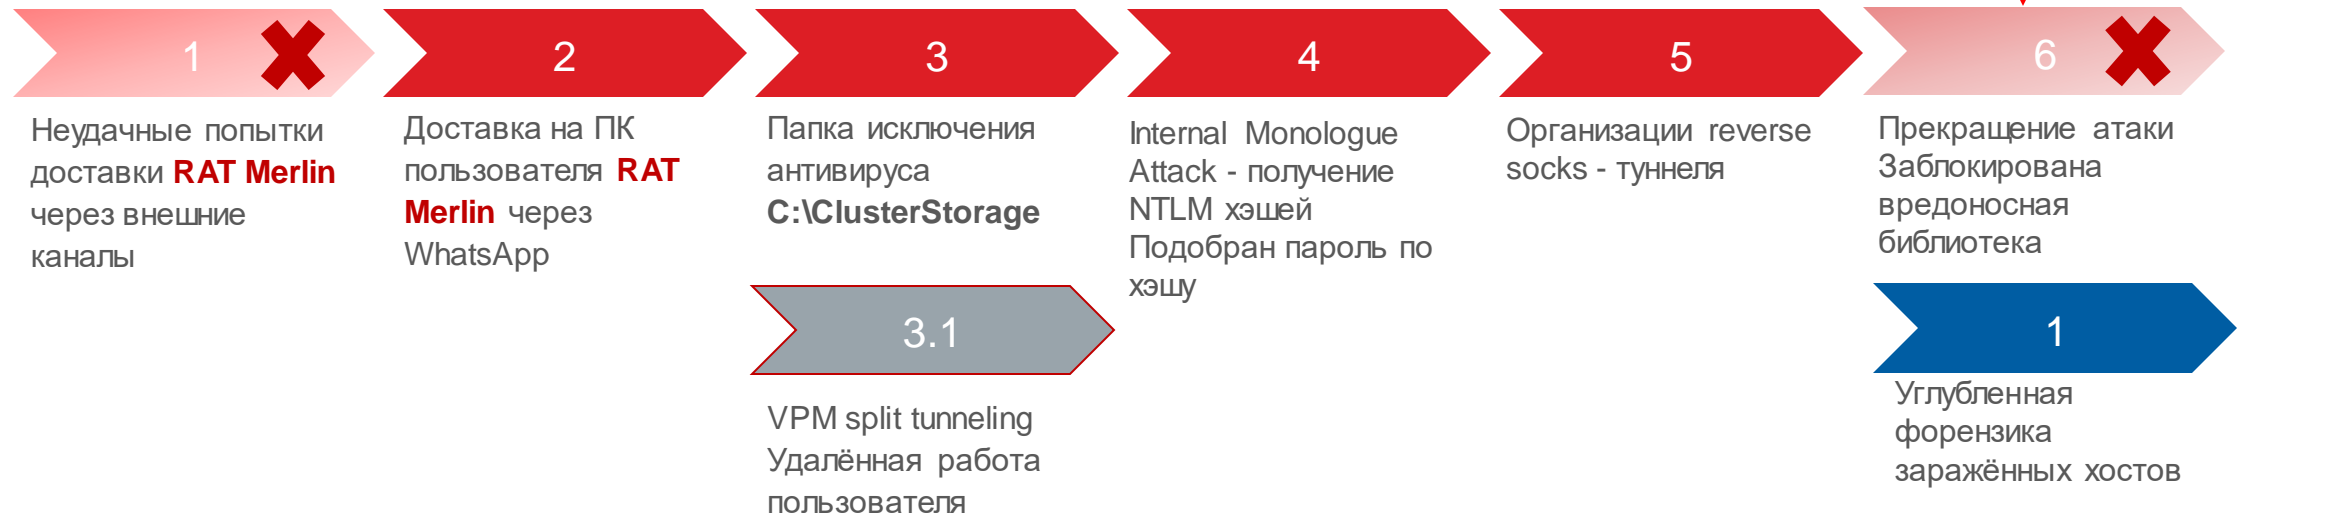 1
Неудачные попытки
доставки RAT Merlin
через внешние
каналы
2
Доставка на ПК
пользователя RAT
Merlin через
WhatsApp
3
Папка исключения
антивируса
C:\ClusterStorage
3.1
VPM split tunneling
Удалённая работа
пользователя
4
Internal Monologue
Attack - получение
NTLM хэшей
Подобран пароль по
хэшу
5
Организации reverse
socks - туннеля
6
Прекращение атаки
Заблокирована
вредоносная
библиотека
1
Углубленная
форензика
заражённых хостов